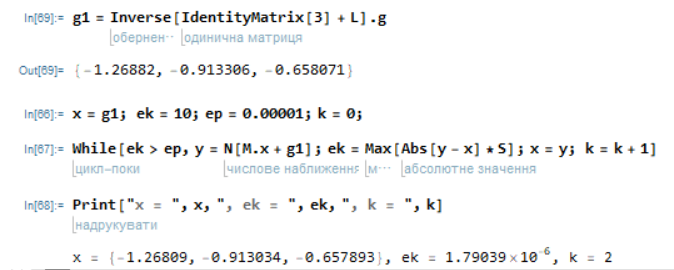 In[69]:= g1 = Inverse[IdentityMatrix[3] + L].g
обернен⋯ одинична матриця
Out[69]= {-1.26882, -0.913306, -0.658071}
In[66]:= x = g1; ek = 10; ep = 0.00001; k = 0;
In[67]:= While[ek > ep, y = N[M.x + g1]; ek = Max[Abs[y - x] * S]; x = y; k = k + 1]
цикл-поки числове наближення м⋯ абсолютне значення
In[68]:= Print["x = ", x, ", ek = ", ek, ", k = ", k]
надрукувати
x = {-1.26809, -0.913034, -0.657893}, ek = 1.79039×10⁻⁶, k = 2